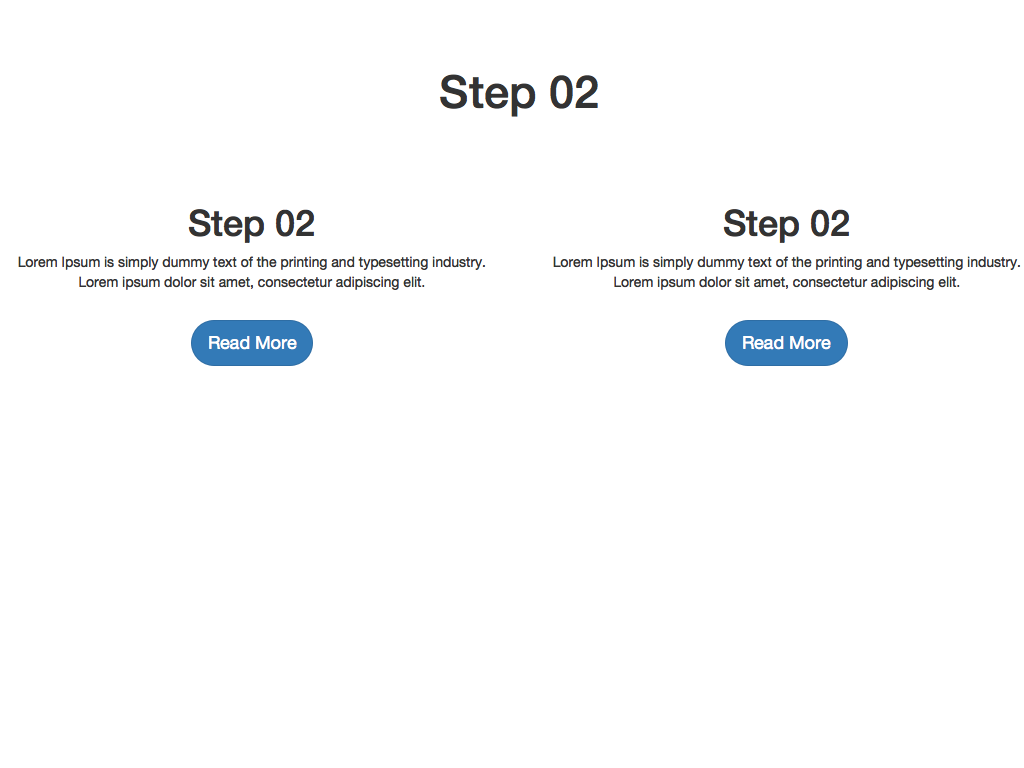 Step 02
Step 02
Lorem Ipsum is simply dummy text of the printing and typesetting industry.
Lorem ipsum dolor sit amet, consectetur adipiscing elit.
Read More
Step 02
Lorem Ipsum is simply dummy text of the printing and typesetting industry.
Lorem ipsum dolor sit amet, consectetur adipiscing elit.
Read More